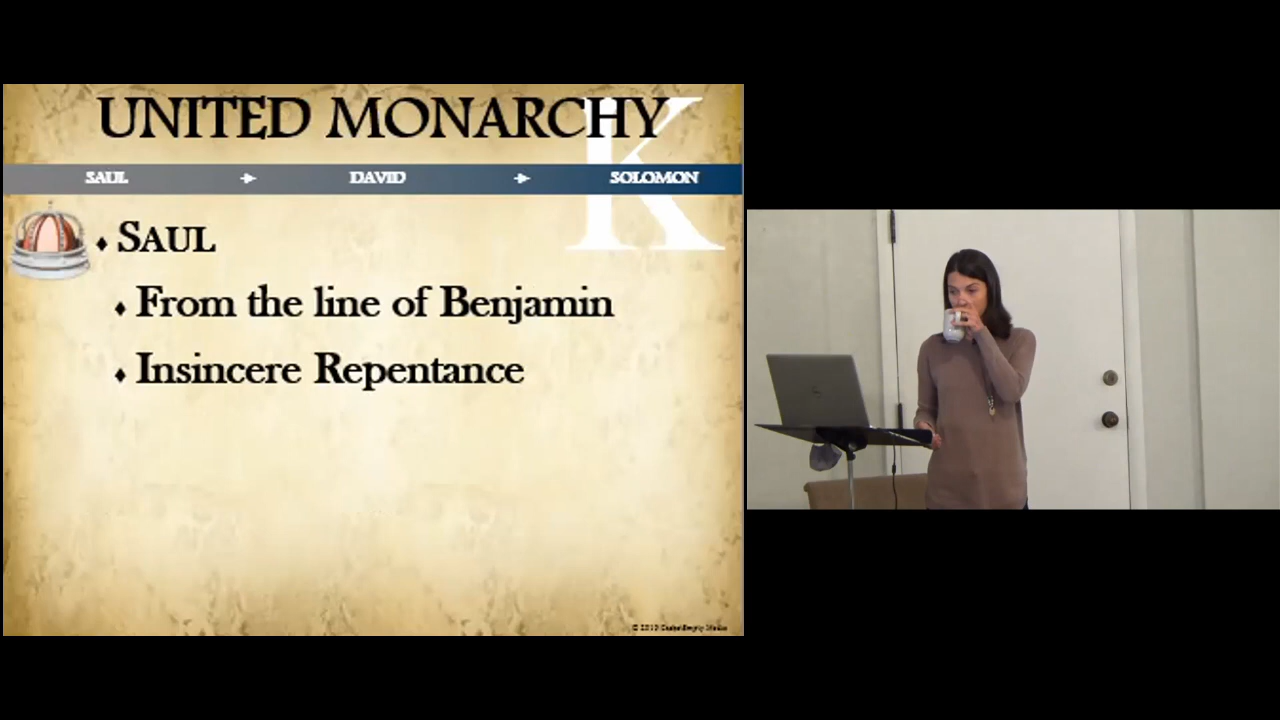 UNITED MONARCHY
K
SAUL → DAVID → SOLOMON
♦ SAUL
♦ From the line of Benjamin
♦ Insincere Repentance